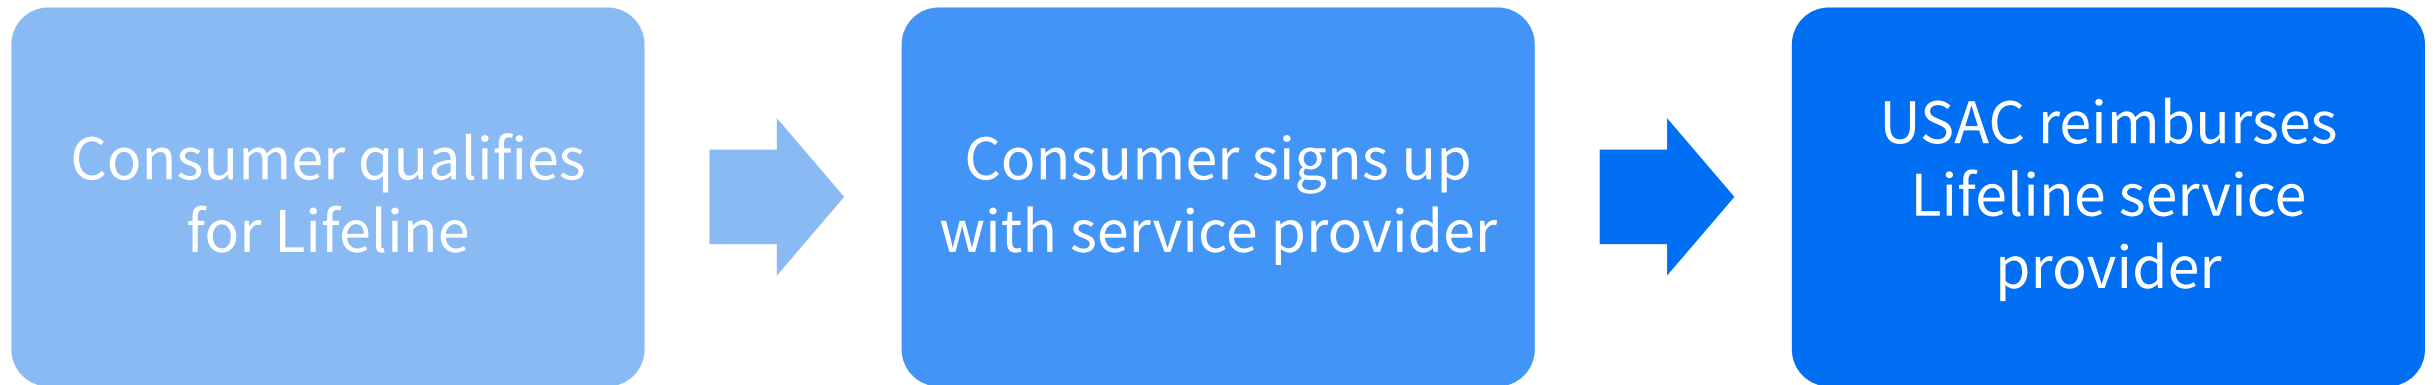 Consumer qualifies
for Lifeline
Consumer signs up
with service provider
USAC reimburses
Lifeline service
provider